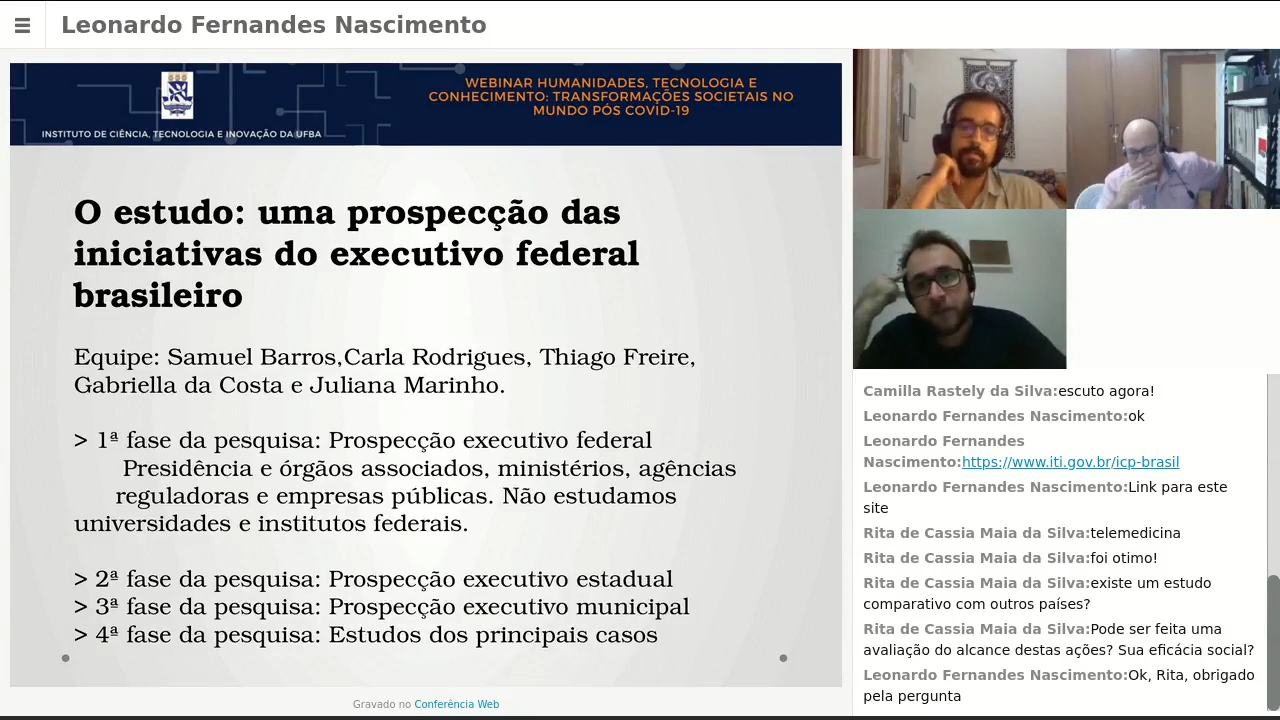 Leonardo Fernandes Nascimento
WEBINAR HUMANIDADES, TECNOLOGIA E
CONHECIMENTO: TRANSFORMAÇÕES SOCIETAIS NO
MUNDO PÓS COVID-19
INSTITUTO DE CIÊNCIA, TECNOLOGIA E INOVAÇÃO DA UFBA
O estudo: uma prospecção das
iniciativas do executivo federal
brasileiro
Equipe: Samuel Barros,Carla Rodrigues, Thiago Freire,
Gabriella da Costa e Juliana Marinho.
> 1ª fase da pesquisa: Prospecção executivo federal
Presidência e órgãos associados, ministérios, agências
reguladoras e empresas públicas. Não estudamos
universidades e institutos federais.
> 2ª fase da pesquisa: Prospecção executivo estadual
> 3ª fase da pesquisa: Prospecção executivo municipal
> 4ª fase da pesquisa: Estudos dos principais casos
Gravado no Conferência Web
Camilla Rastely da Silva:escuto agora!
Leonardo Fernandes Nascimento:ok
Leonardo Fernandes
Nascimento:https://www.iti.gov.br/icp-brasil
Leonardo Fernandes Nascimento:Link para este
site
Rita de Cassia Maia da Silva:telemedicina
Rita de Cassia Maia da Silva:foi otimo!
Rita de Cassia Maia da Silva:existe um estudo
comparativo com outros países?
Rita de Cassia Maia da Silva:Pode ser feita uma
avaliação do alcance destas ações? Sua eficácia social?
Leonardo Fernandes Nascimento:Ok, Rita, obrigado
pela pergunta